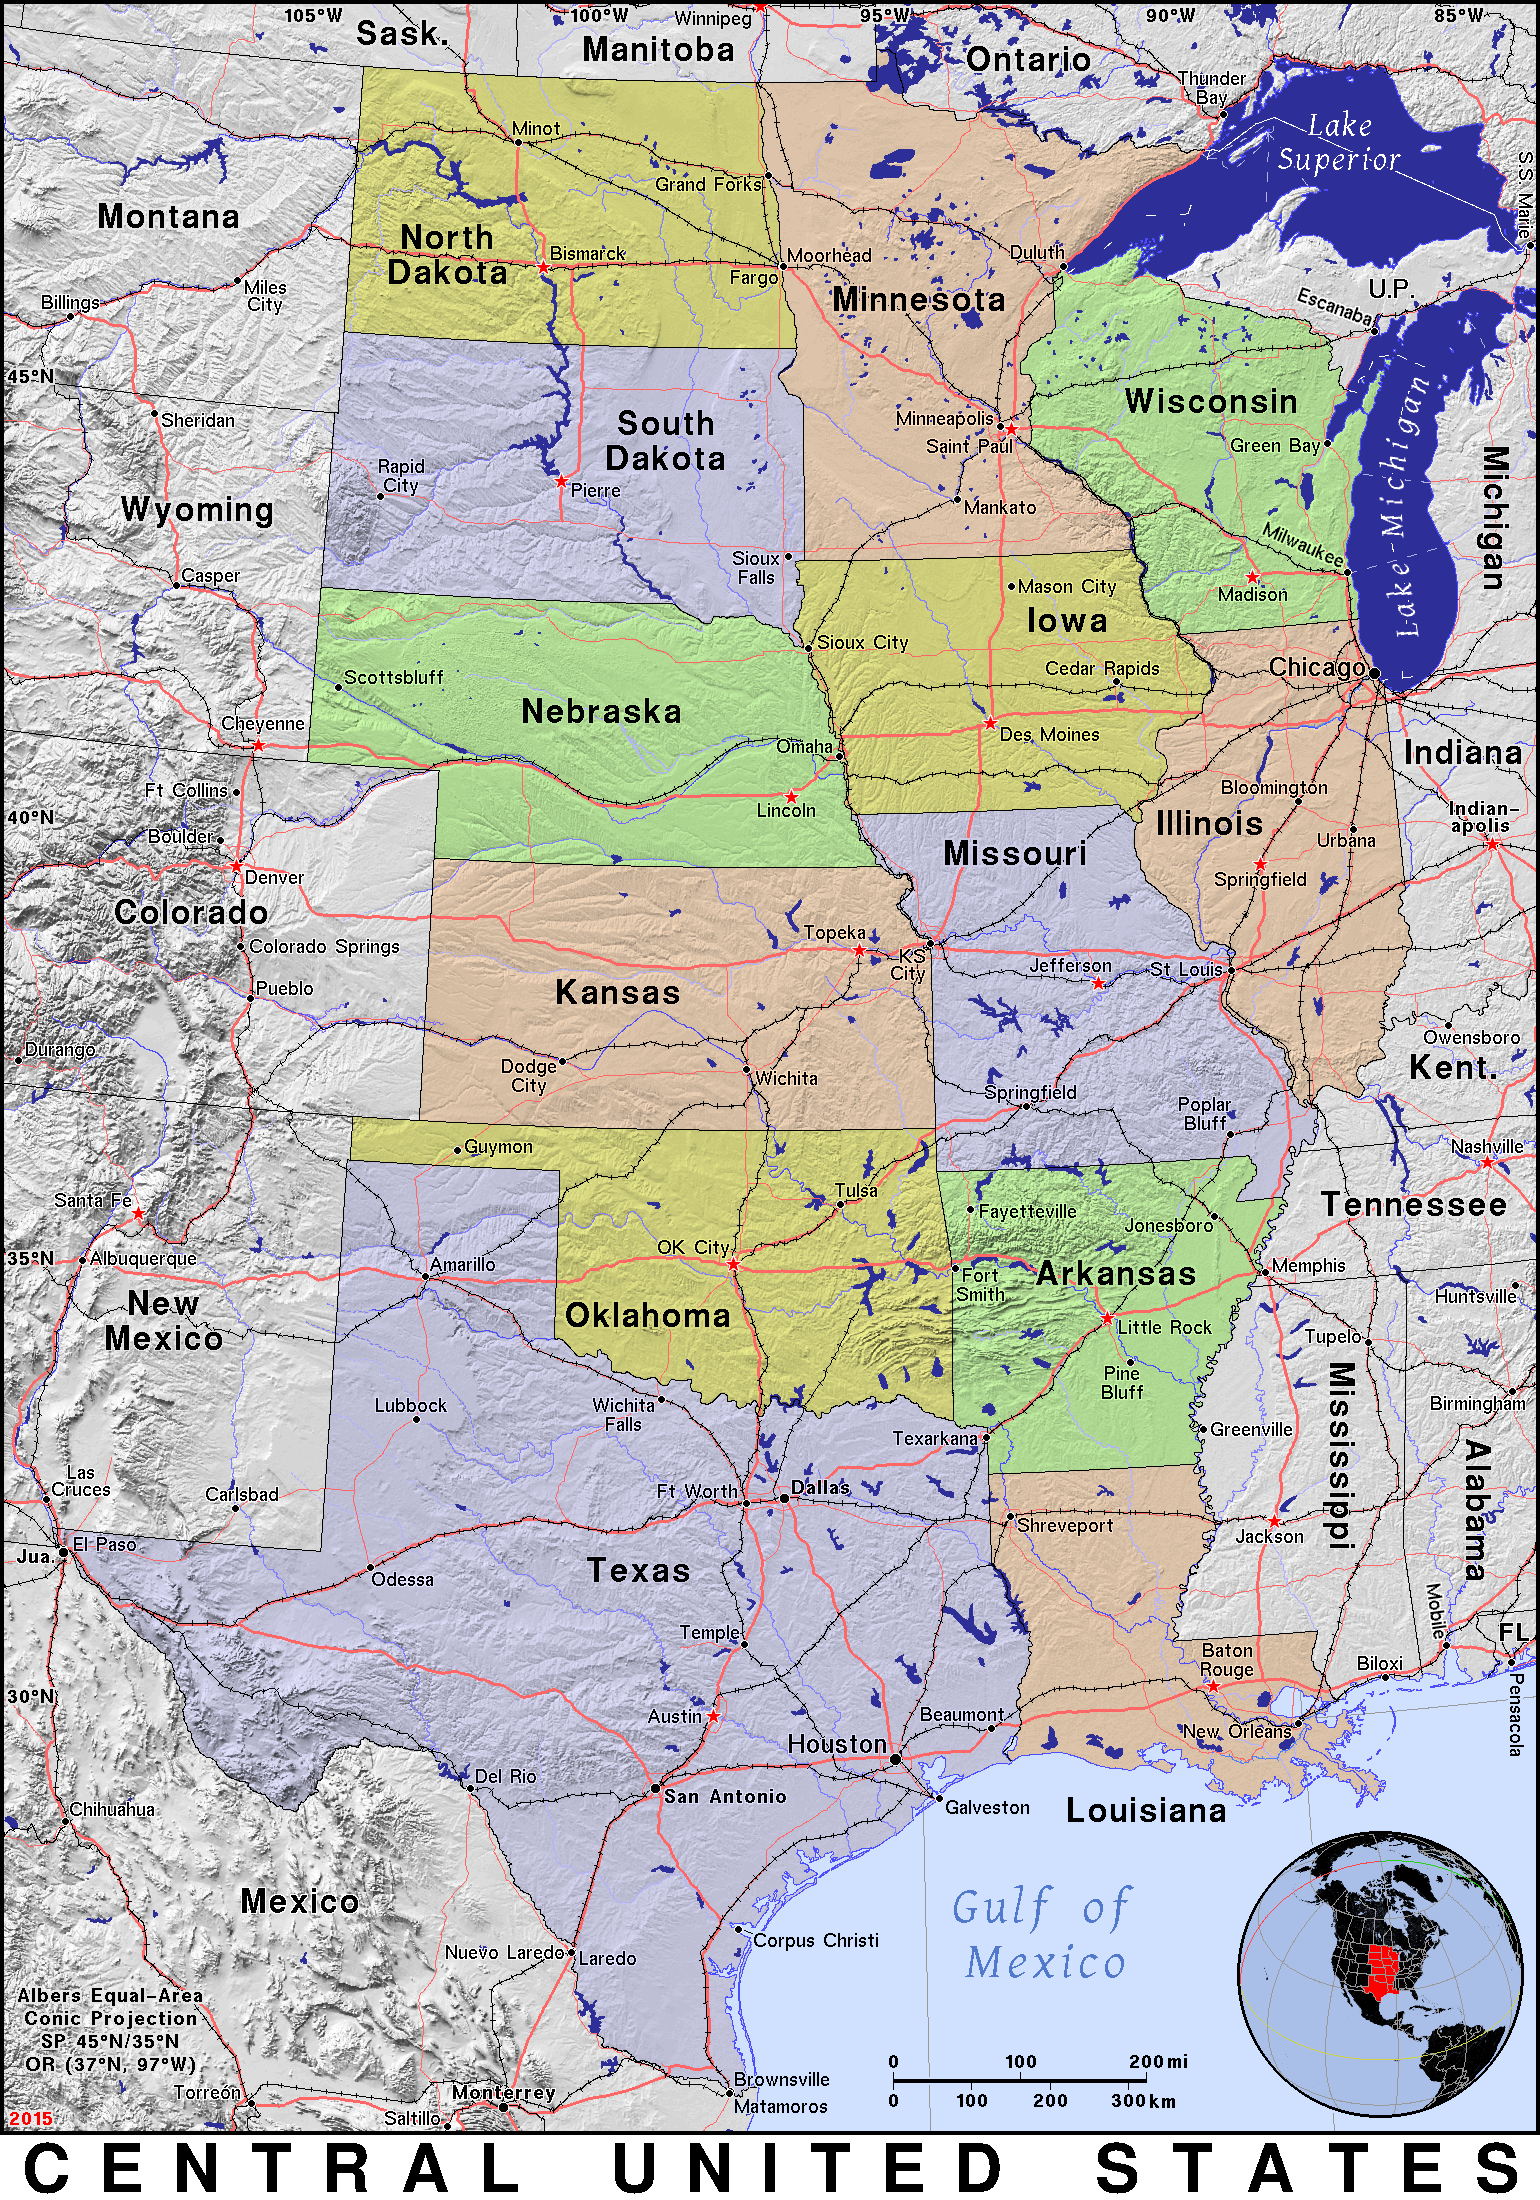 105°W
100°W
95°W
90°W
85°W
Sask.
Manitoba
Winnipeg
Ontario
Thunder
Bay
Lake
Superior
S.S. Marie
Minot
Grand Forks
Montana
North
Dakota
Bismarck
Fargo
Moorhead
Duluth
Minnesota
U.P.
Escanaba
Billings
Miles
City
45°N
Sheridan
South
Dakota
Minneapolis
Saint Paul
Wisconsin
Green Bay
Lake Michigan
Michigan
Rapid
City
Pierre
Mankato
Wyoming
Casper
Sioux
Falls
Milwaukee
Madison
Mason City
Iowa
Sioux City
Cedar Rapids
Chicago
Scottsbluff
Nebraska
Cheyenne
Omaha
Des Moines
Indiana
Ft Collins
Lincoln
Bloomington
Indian-
apolis
40°N
Boulder
Illinois
Urbana
Missouri
Denver
Springfield
Colorado
Colorado Springs
Topeka
KS
City
Jefferson
St Louis
Kansas
Pueblo
Owensboro
Durango
Kent.
Dodge
City
Wichita
Springfield
Poplar
Bluff
Guymon
Nashville
Santa Fe
Tulsa
Fayetteville
Jonesboro
Tennessee
35°N
Albuquerque
Amarillo
OK City
Fort
Smith
Arkansas
Memphis
Huntsville
New
Mexico
Oklahoma
Little Rock
Tupelo
Pine
Bluff
Mississippi
Lubbock
Wichita
Falls
Birmingham
Texarkana
Greenville
Alabama
Las
Cruces
Carlsbad
Ft Worth
Dallas
Shreveport
Jackson
Jua.
El Paso
Odessa
Texas
Mobile
FL
Temple
Baton
Rouge
Biloxi
30°N
Pensacola
Austin
Beaumont
New Orleans
Houston
Del Rio
San Antonio
Galveston
Louisiana
Chihuahua
Mexico
Gulf of
Mexico
Corpus Christi
Nuevo Laredo
Laredo
Albers Equal-Area
Conic Projection
SP 45°N/35°N
OR (37°N, 97°W)
0 100 200 mi
0 100 200 300 km
Torreón
Monterrey
Saltillo
Brownsville
Matamoros
2015
CENTRAL UNITED STATES